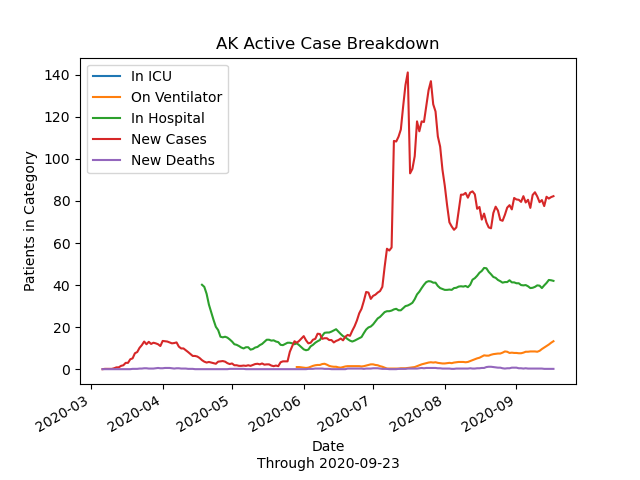 AK Active Case Breakdown
In ICU
On Ventilator
In Hospital
New Cases
New Deaths
Patients in Category
140
120
100
80
60
40
20
0
2020-03
2020-04
2020-05
2020-06
2020-07
2020-08
2020-09
Date
Through 2020-09-23